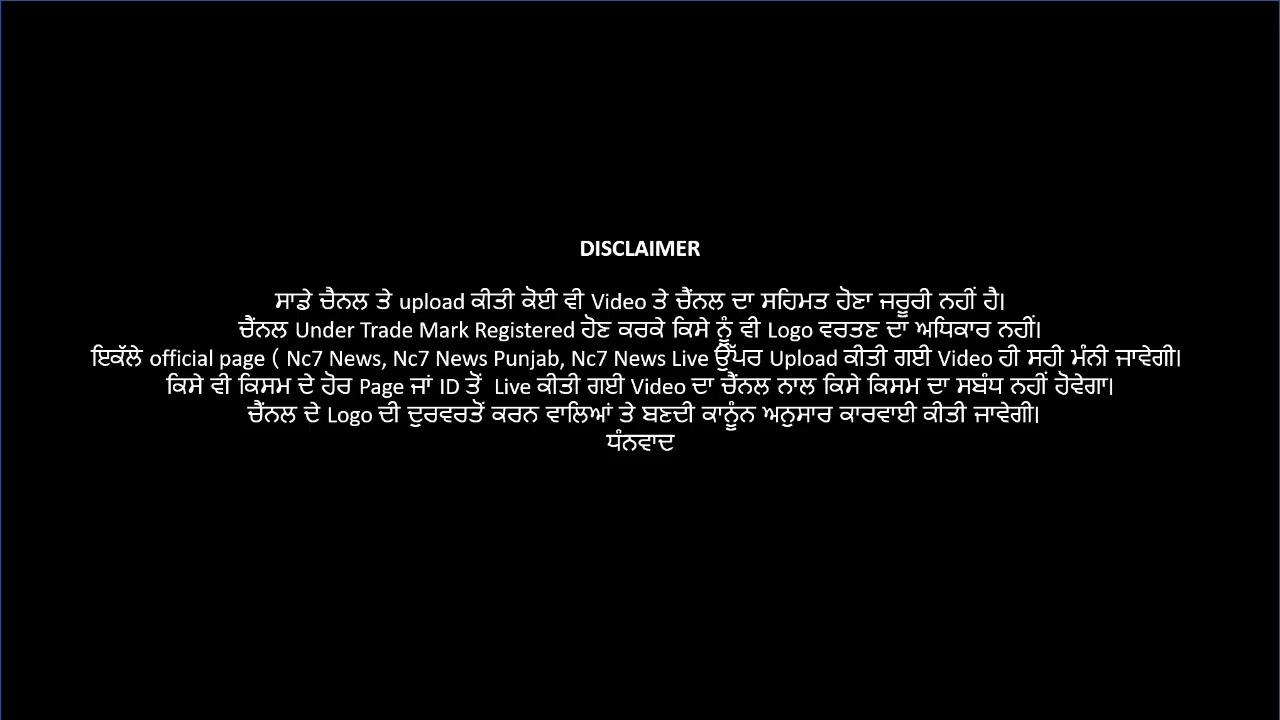 DISCLAIMER
ਸਾਡੇ ਚੈਨਲ ਤੇ upload ਕੀਤੀ ਕੋਈ ਵੀ Video ਤੇ ਚੈਂਨਲ ਦਾ ਸਹਿਮਤ ਹੋਣਾ ਜਰੂਰੀ ਨਹੀਂ ਹੈ।
ਚੈਂਨਲ Under Trade Mark Registered ਹੋਣ ਕਰਕੇ ਕਿਸੇ ਨੂੰ ਵੀ Logo ਵਰਤਣ ਦਾ ਅਧਿਕਾਰ ਨਹੀਂ।
ਇਕੱਲੇ official page ( Nc7 News, Nc7 News Punjab, Nc7 News Live ਉੱਪਰ Upload ਕੀਤੀ ਗਈ Video ਹੀ ਸਹੀ ਮੰਨੀ ਜਾਵੇਗੀ।
ਕਿਸੇ ਵੀ ਕਿਸਮ ਦੇ ਹੋਰ Page ਜਾਂ ID ਤੋਂ  Live ਕੀਤੀ ਗਈ Video ਦਾ ਚੈਂਨਲ ਨਾਲ ਕਿਸੇ ਕਿਸਮ ਦਾ ਸਬੰਧ ਨਹੀਂ ਹੋਵੇਗਾ।
ਚੈਂਨਲ ਦੇ Logo ਦੀ ਦੁਰਵਰਤੋਂ ਕਰਨ ਵਾਲਿਆਂ ਤੇ ਬਣਦੀ ਕਾਨੂੰਨ ਅਨੁਸਾਰ ਕਾਰਵਾਈ ਕੀਤੀ ਜਾਵੇਗੀ।
ਧੰਨਵਾਦ